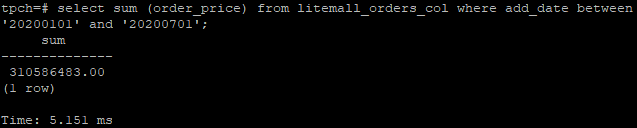 tpch=# select sum (order_price) from litemall_orders_col where add_date between
'20200101' and '20200701';
sum
--------------
310586483.00
(1 row)
Time: 5.151 ms